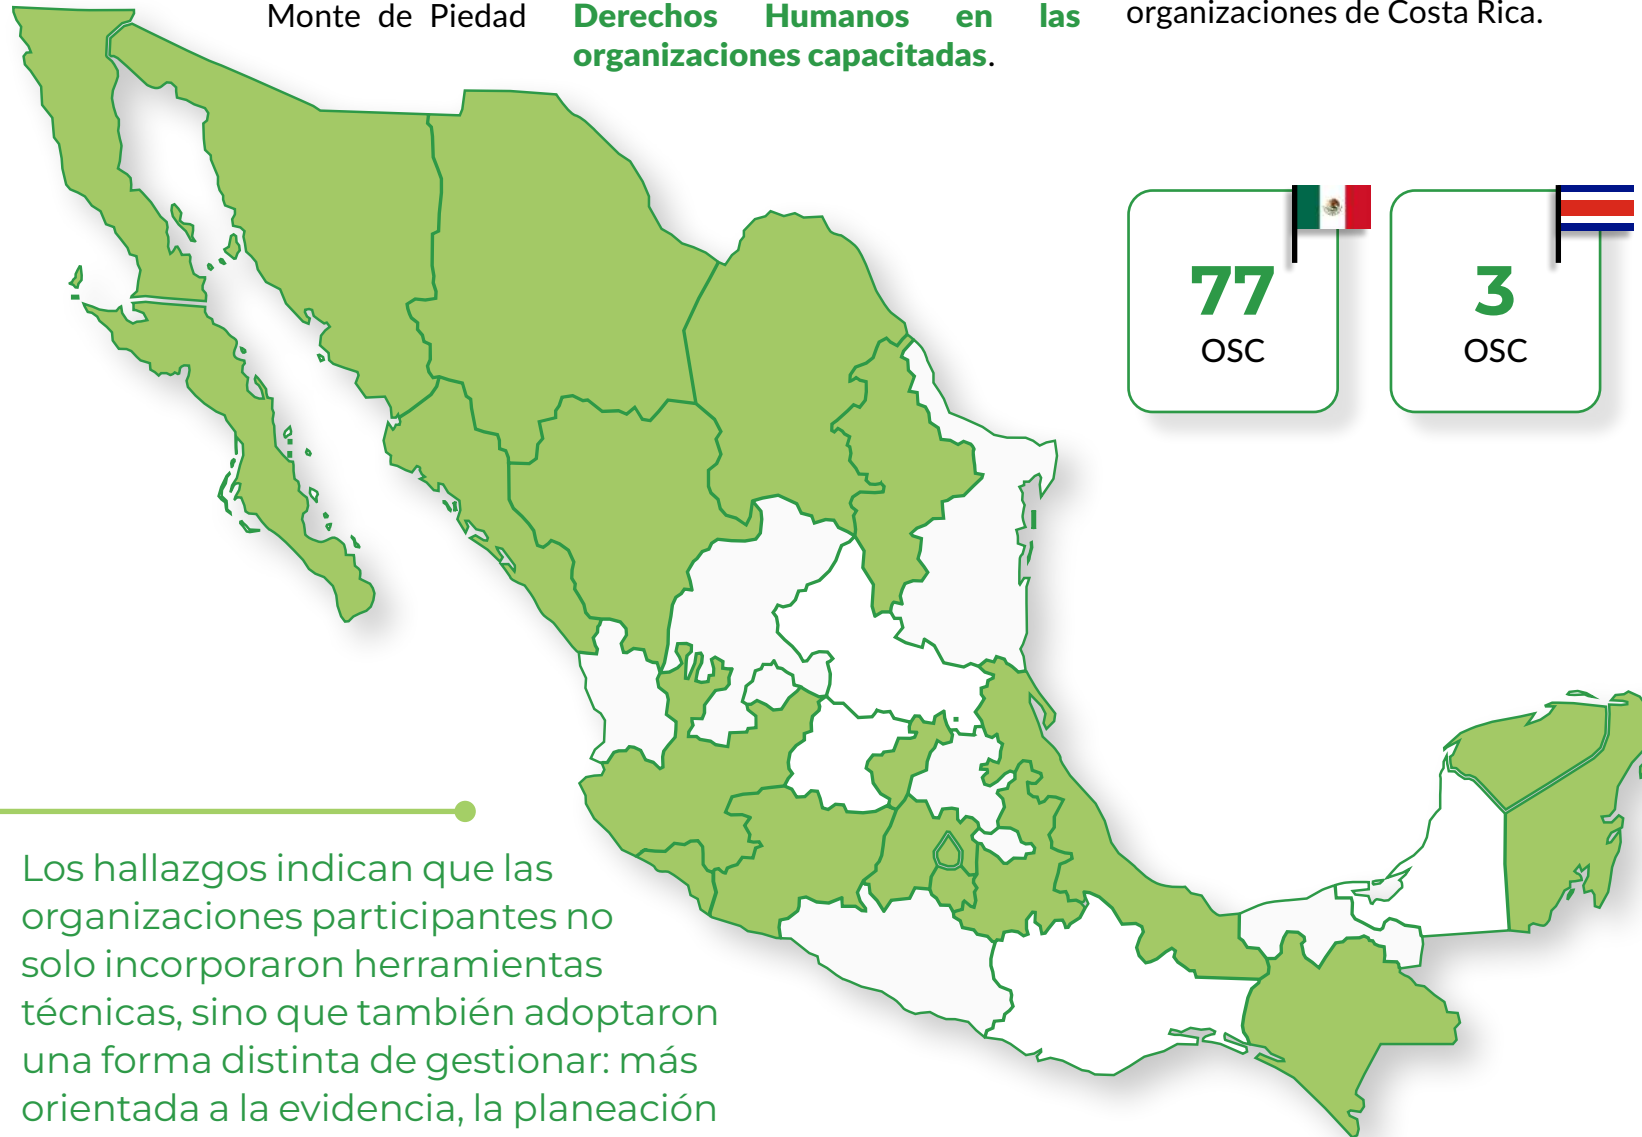 Monte de Piedad
Derechos Humanos en las
organizaciones capacitadas.
organizaciones de Costa Rica.
77
OSC
3
OSC
Los hallazgos indican que las
organizaciones participantes no
solo incorporaron herramientas
técnicas, sino que también adoptaron
una forma distinta de gestionar: más
orientada a la evidencia, la planeación